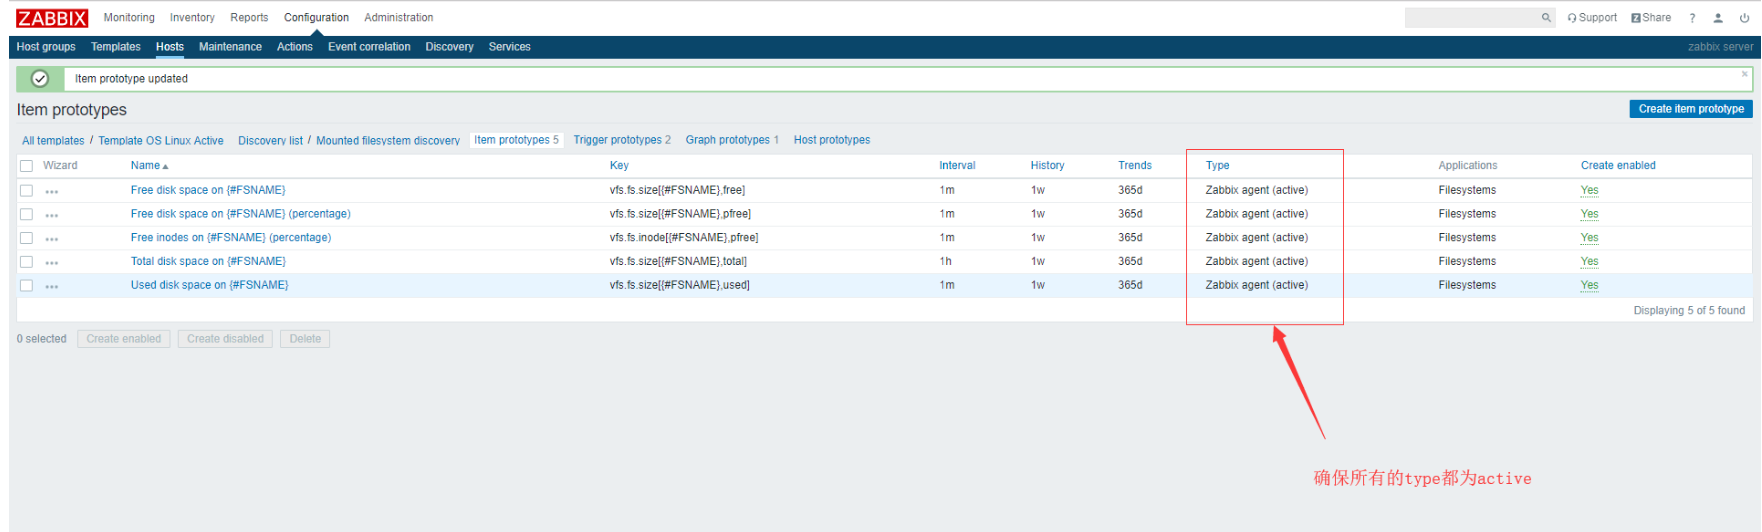 ZABBIX Monitoring Inventory Reports Configuration Administration Support Z Share ?
Host groups Templates Hosts Maintenance Actions Event correlation Discovery Services zabbix server
Item prototype updated
Item prototypes Create item prototype
All templates / Template OS Linux Active Discovery list / Mounted filesystem discovery Item prototypes 5 Trigger prototypes 2 Graph prototypes 1 Host prototypes
Wizard Name Key Interval History Trends Type Applications Create enabled
Free disk space on {#FSNAME} vfs.fs.size[{#FSNAME},free] 1m 1w 365d Zabbix agent (active) Filesystems Yes
Free disk space on {#FSNAME} (percentage) vfs.fs.size[{#FSNAME},pfree] 1m 1w 365d Zabbix agent (active) Filesystems Yes
Free inodes on {#FSNAME} (percentage) vfs.fs.inode[{#FSNAME},pfree] 1m 1w 365d Zabbix agent (active) Filesystems Yes
Total disk space on {#FSNAME} vfs.fs.size[{#FSNAME},total] 1h 1w 365d Zabbix agent (active) Filesystems Yes
Used disk space on {#FSNAME} vfs.fs.size[{#FSNAME},used] 1m 1w 365d Zabbix agent (active) Filesystems Yes
Displaying 5 of 5 found
0 selected Create enabled Create disabled Delete
确保所有的type都为active